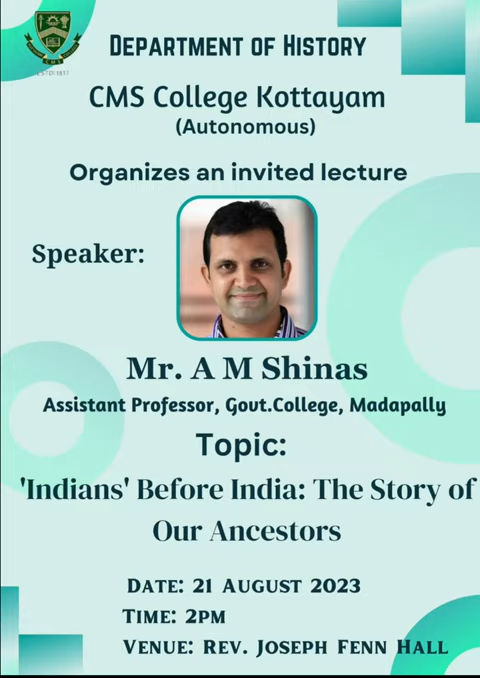 DEPARTMENT OF HISTORY
CMS College Kottayam
(Autonomous)
Organizes an invited lecture
Speaker:
Mr. A M Shinas
Assistant Professor, Govt.College, Madapally
Topic:
'Indians' Before India: The Story of
Our Ancestors
DATE: 21 AUGUST 2023
TIME: 2PM
VENUE: REV. JOSEPH FENN HALL